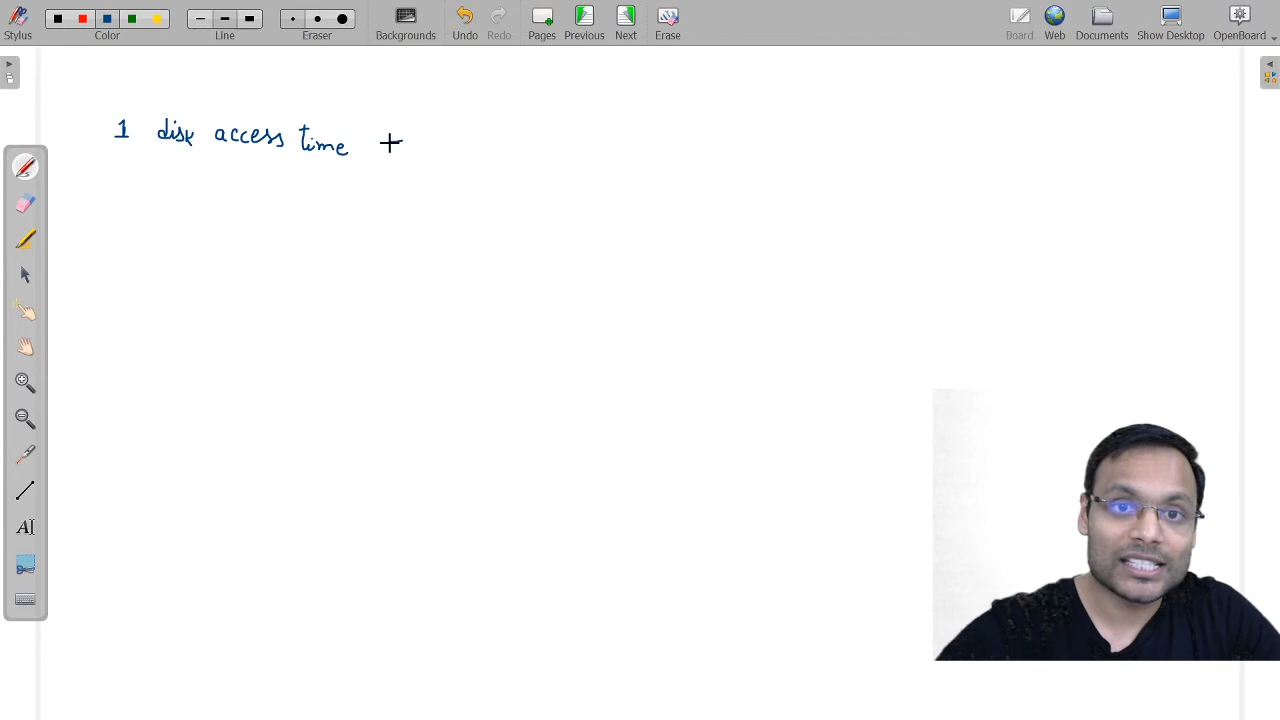 Stylus Color Line Eraser Backgrounds Undo Redo Pages Previous Next Erase Board Web Documents Show Desktop OpenBoard
1 disk access time
AI